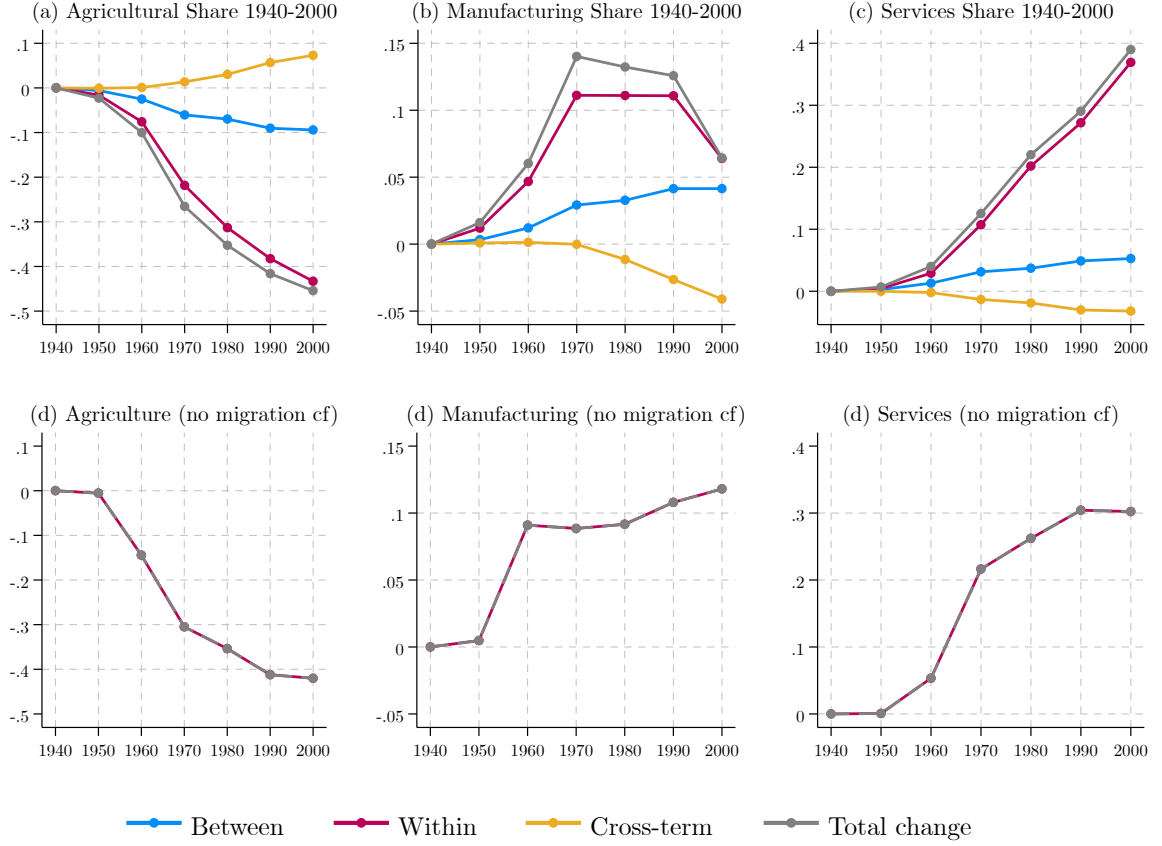 (a) Agricultural Share 1940-2000
(b) Manufacturing Share 1940-2000
(c) Services Share 1940-2000
.1
0
-.1
-.2
-.3
-.4
-.5
1940 1950 1960 1970 1980 1990 2000
.15
.1
.05
0
-.05
1940 1950 1960 1970 1980 1990 2000
.4
.3
.2
.1
0
1940 1950 1960 1970 1980 1990 2000
(d) Agriculture (no migration cf)
(d) Manufacturing (no migration cf)
(d) Services (no migration cf)
.1
0
-.1
-.2
-.3
-.4
-.5
1940 1950 1960 1970 1980 1990 2000
.15
.1
.05
0
-.05
1940 1950 1960 1970 1980 1990 2000
.4
.3
.2
.1
0
1940 1950 1960 1970 1980 1990 2000
Between Within Cross-term Total change